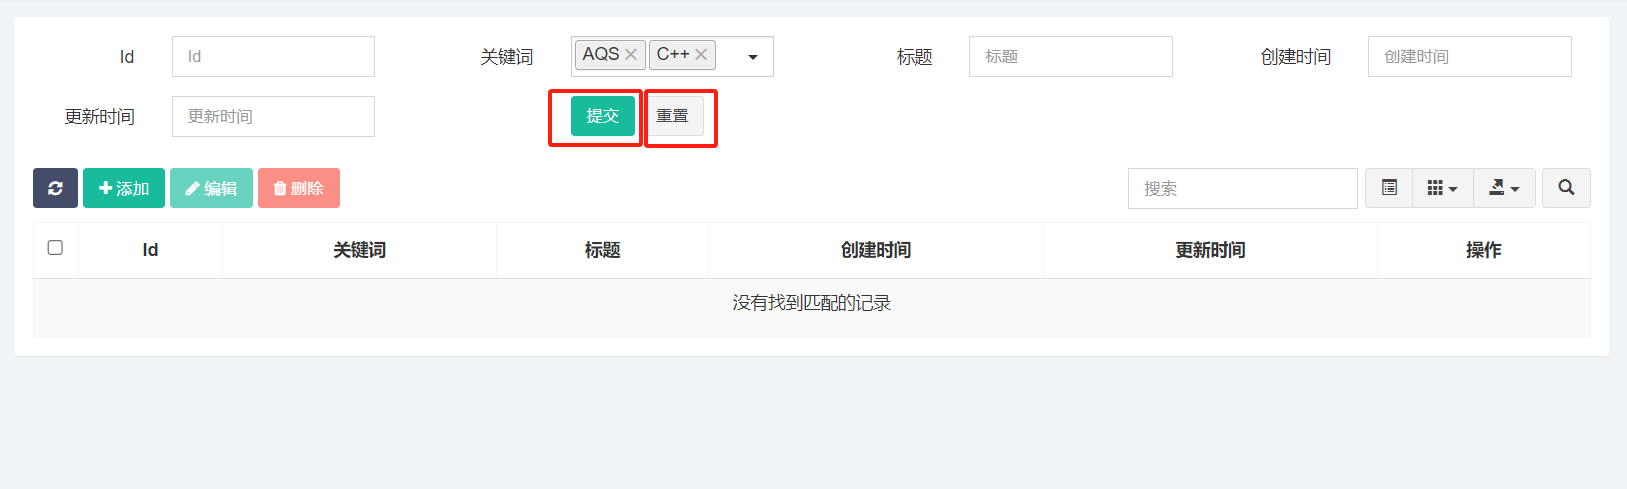 Id Id 关键词 AQS C++ 标题 标题 创建时间 创建时间
更新时间 更新时间 提交 重置
添加 编辑 删除 搜索
Id 关键词 标题 创建时间 更新时间 操作
没有找到匹配的记录